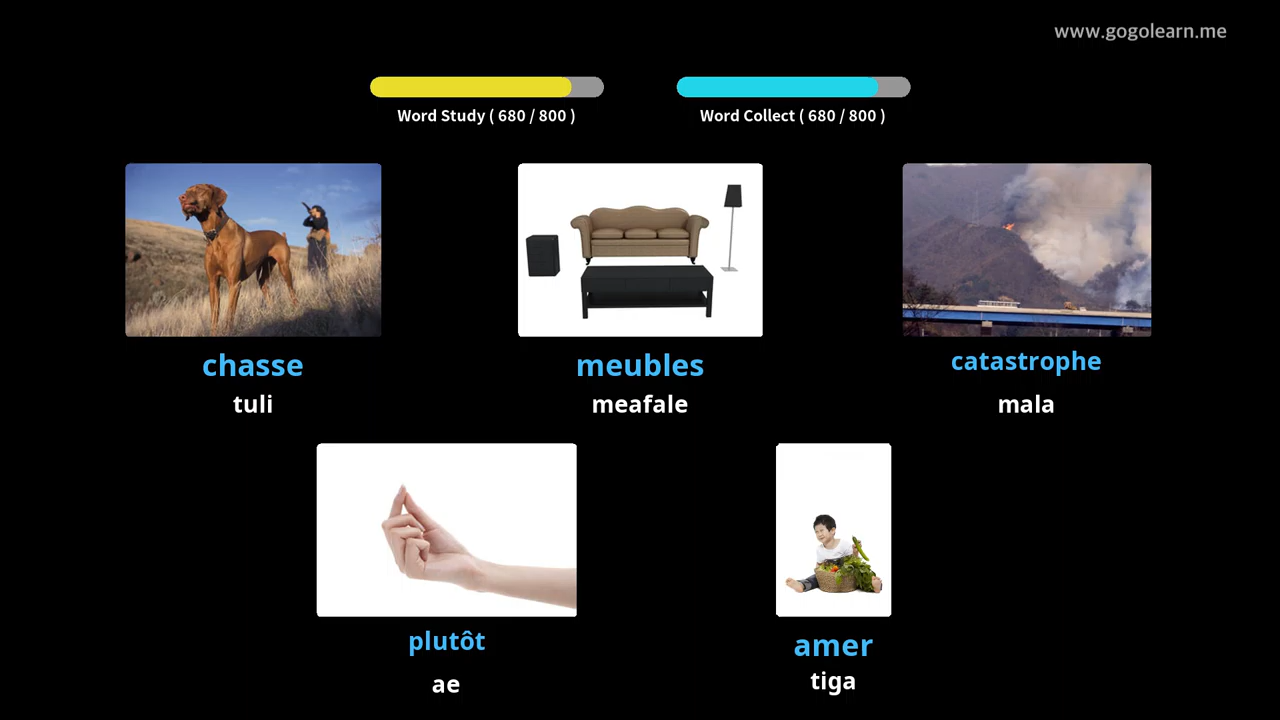 www.gogolearn.me
Word Study ( 680 / 800 )
Word Collect ( 680 / 800 )
chasse
tuli
meubles
meafale
catastrophe
mala
plutôt
ae
amer
tiga